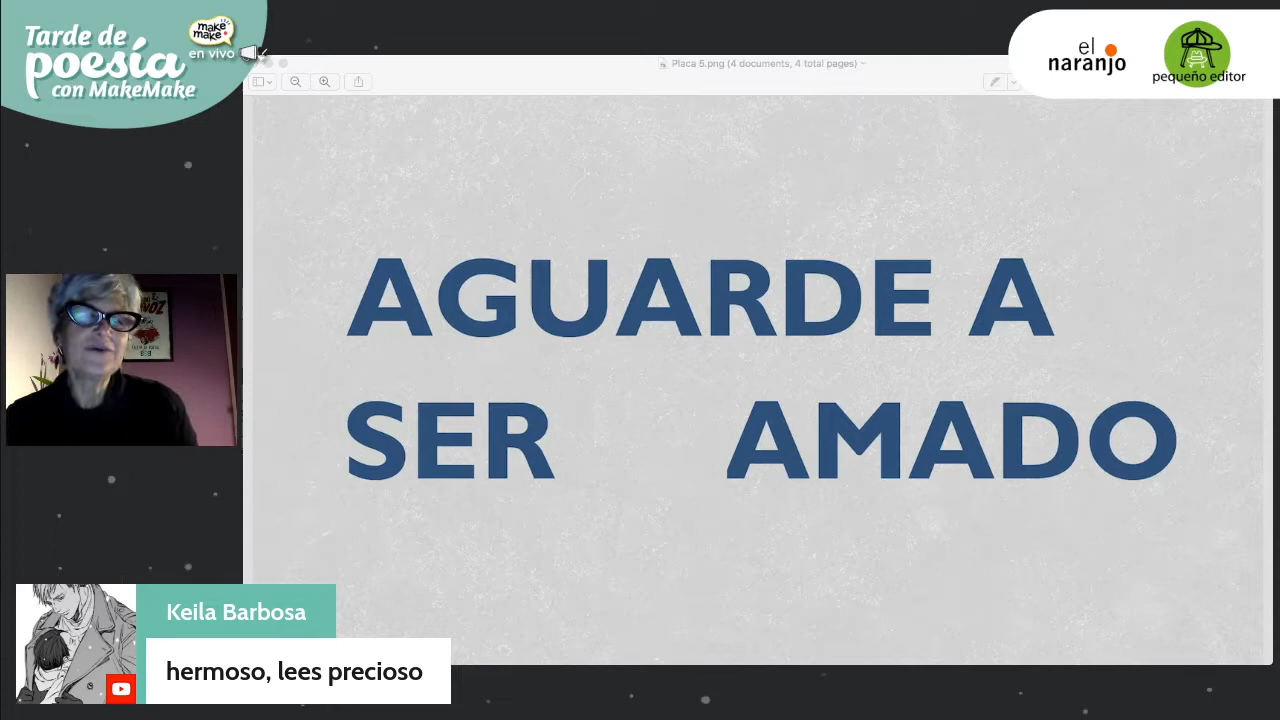 Tarde de
poesía
con MakeMake
make
make
en vivo
Placa 5.png (4 documents, 4 total pages)
el
naranjo
pequeño editor
AGUARDE A
SER AMADO
Keila Barbosa
hermoso, lees precioso